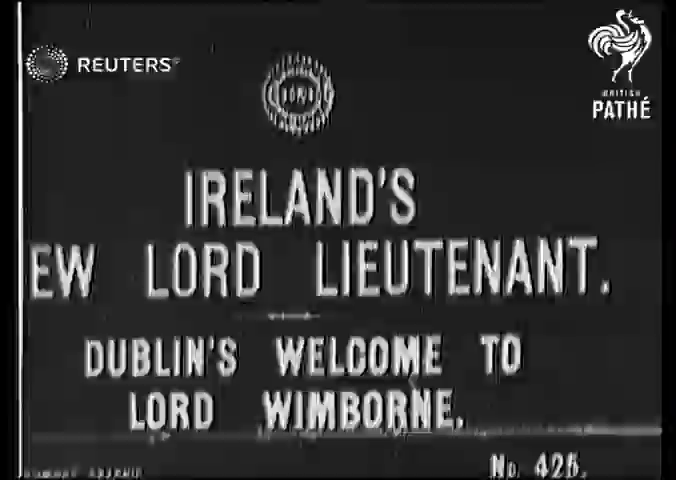 REUTERS
BRITISH
PATHÉ
IRELAND'S
EW LORD LIEUTENANT.
DUBLIN'S WELCOME TO
LORD WIMBORNE.
No. 425.